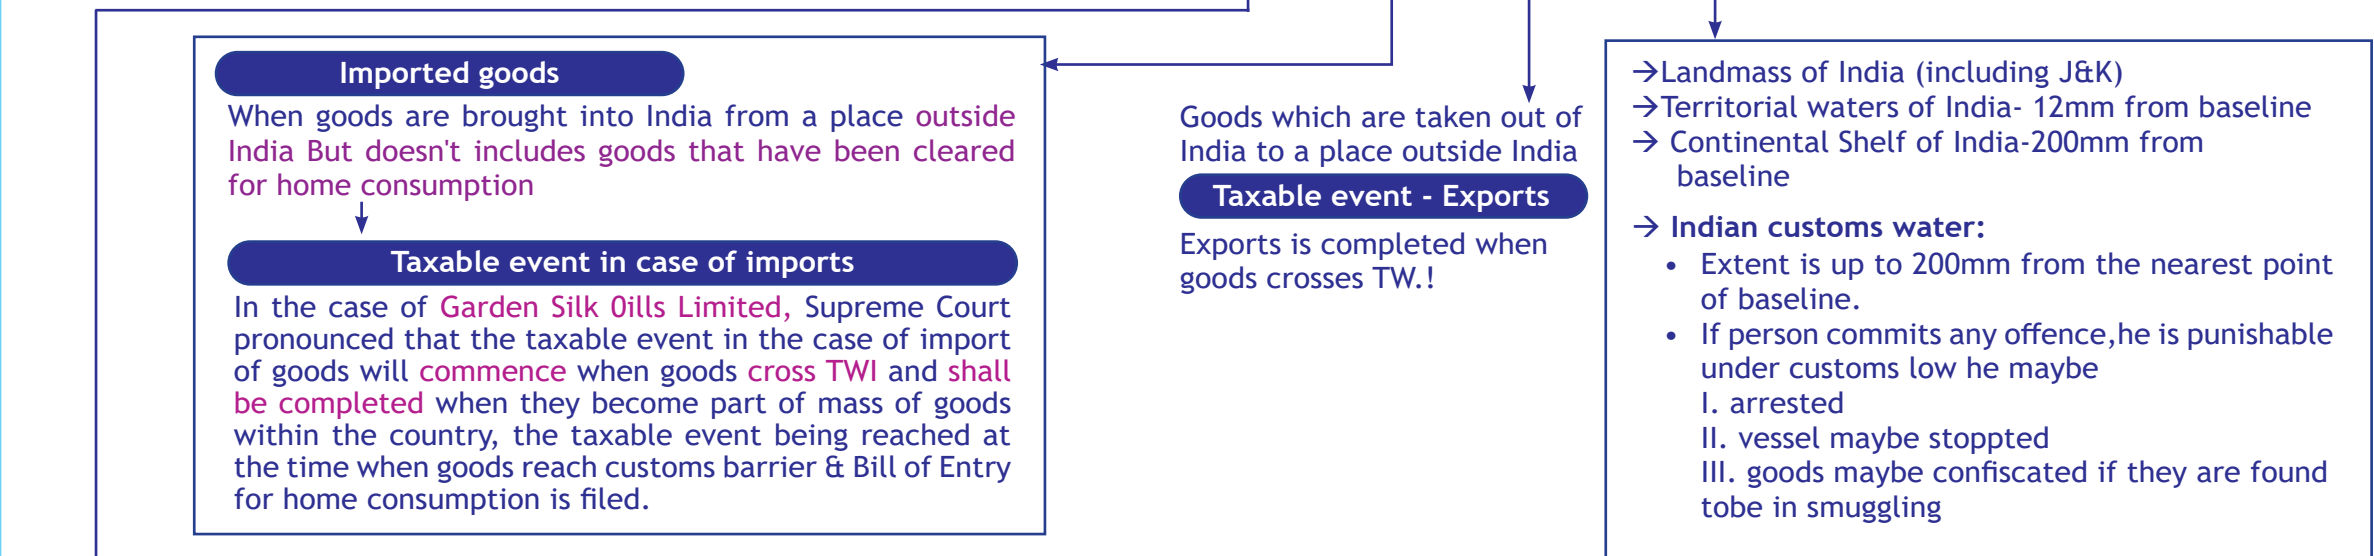 Imported goods
When goods are brought into India from a place outside
India But doesn't includes goods that have been cleared
for home consumption
Taxable event in case of imports
In the case of Garden Silk 0ills Limited, Supreme Court
pronounced that the taxable event in the case of import
of goods will commence when goods cross TWI and shall
be completed when they become part of mass of goods
within the country, the taxable event being reached at
the time when goods reach customs barrier & Bill of Entry
for home consumption is filed.
Goods which are taken out of
India to a place outside India
Taxable event - Exports
Exports is completed when
goods crosses TW.!
→Landmass of India (including J&K)
→Territorial waters of India- 12mm from baseline
→ Continental Shelf of India-200mm from
baseline
→ Indian customs water:
• Extent is up to 200mm from the nearest point
of baseline.
• If person commits any offence,he is punishable
under customs low he maybe
I. arrested
II. vessel maybe stoppted
III. goods maybe confiscated if they are found
tobe in smuggling